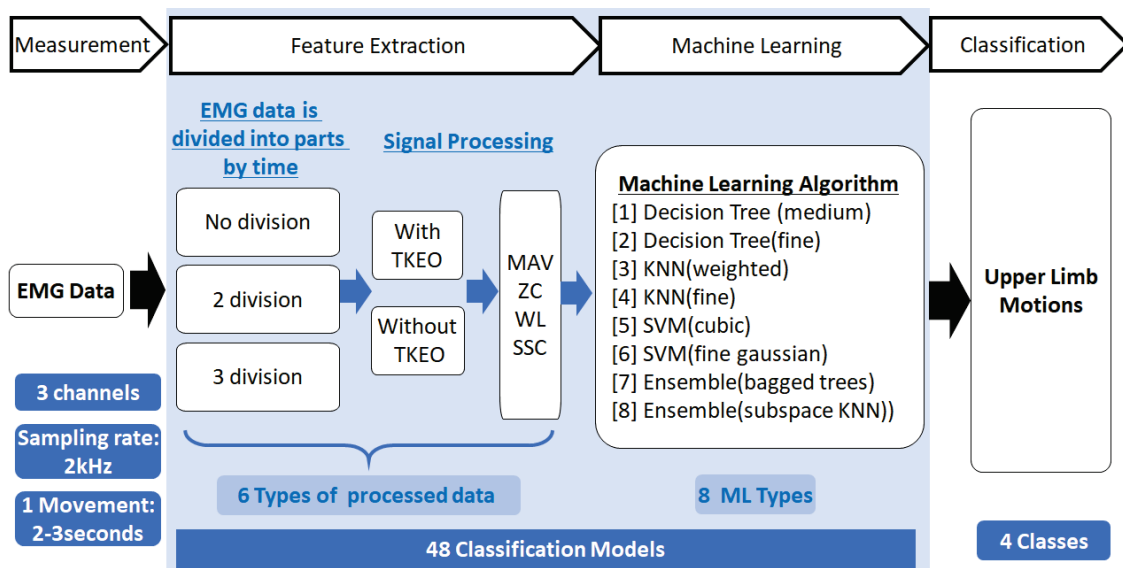 Measurement
Feature Extraction
Machine Learning
Classification
EMG data is
divided into parts
by time
Signal Processing
No division
2 division
3 division
With
TKEO
Without
TKEO
MAV
ZC
WL
SSC
Machine Learning Algorithm
[1] Decision Tree (medium)
[2] Decision Tree(fine)
[3] KNN(weighted)
[4] KNN(fine)
[5] SVM(cubic)
[6] SVM(fine gaussian)
[7] Ensemble(bagged trees)
[8] Ensemble(subspace KNN))
Upper Limb
Motions
EMG Data
3 channels
Sampling rate:
2kHz
1 Movement:
2-3seconds
6 Types of processed data
8 ML Types
48 Classification Models
4 Classes